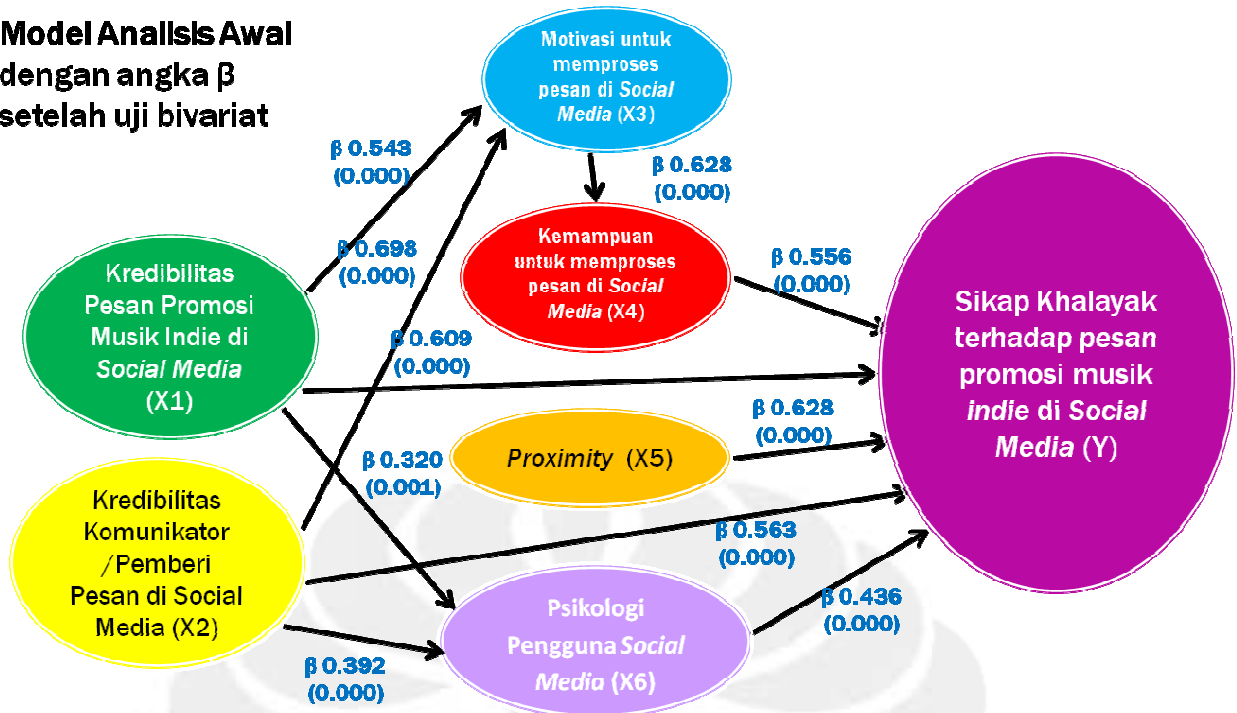 Model Analisis Awal
dengan angka β
setelah uji bivariat
Motivasi untuk
memproses
pesan di Social
Media (X3)
β 0.543
(0.000)
β 0.628
(0.000)
β 0.698
(0.000)
Kemampuan
untuk memproses
pesan di Social
Media (X4)
β 0.556
(0.000)
Kredibilitas
Pesan Promosi
Musik Indie di
Social Media
(X1)
β 0.609
(0.000)
Sikap Khalayak
terhadap pesan
promosi musik
indie di Social
Media (Y)
β 0.628
(0.000)
Proximity (X5)
β 0.320
(0.001)
Kredibilitas
Komunikator
/Pemberi
Pesan di Social
Media (X2)
β 0.563
(0.000)
Psikologi
Pengguna Social
Media (X6)
β 0.436
(0.000)
β 0.392
(0.000)